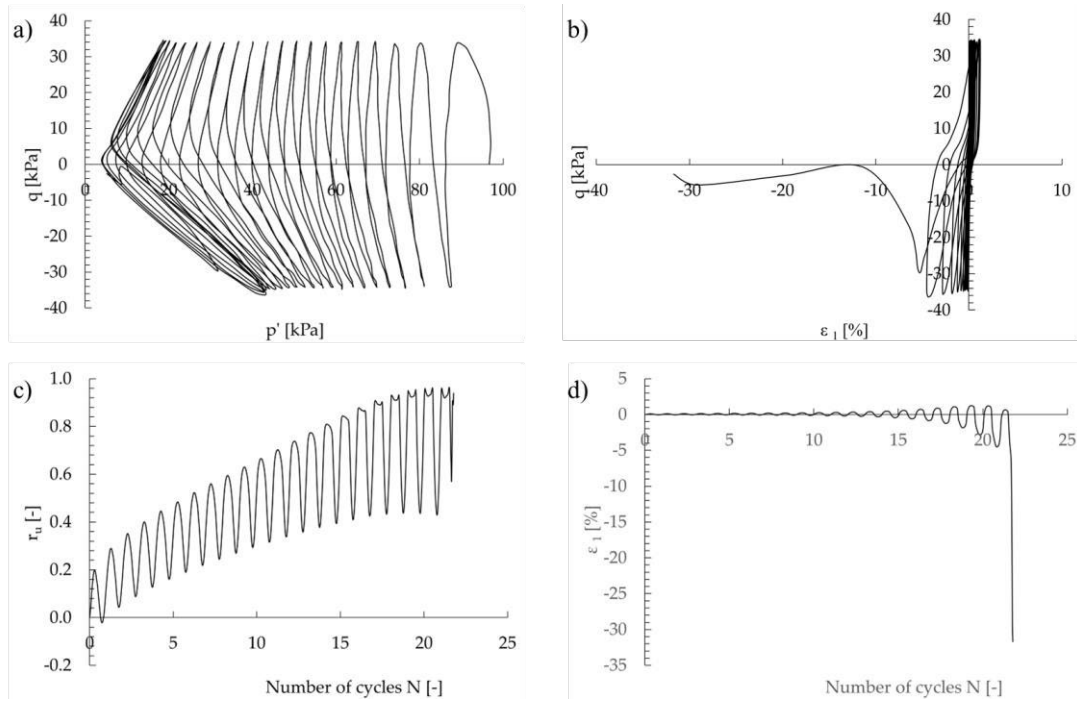 a)
40
30
20
10
0
-10
-20
-30
-40
q [kPa]
0 20 40 60 80 100
p' [kPa]
b)
40
30
20
10
0
-10
-20
-30
-40
q [kPa]
-40 -30 -20 -10 0 10
ε 1 [%]
c)
1.0
0.8
0.6
0.4
0.2
0.0
-0.2
r u [-]
0 5 10 15 20 25
Number of cycles N [-]
d)
5
0
-5
-10
-15
-20
-25
-30
-35
ε 1 [%]
0 5 10 15 20 25
Number of cycles N [-]